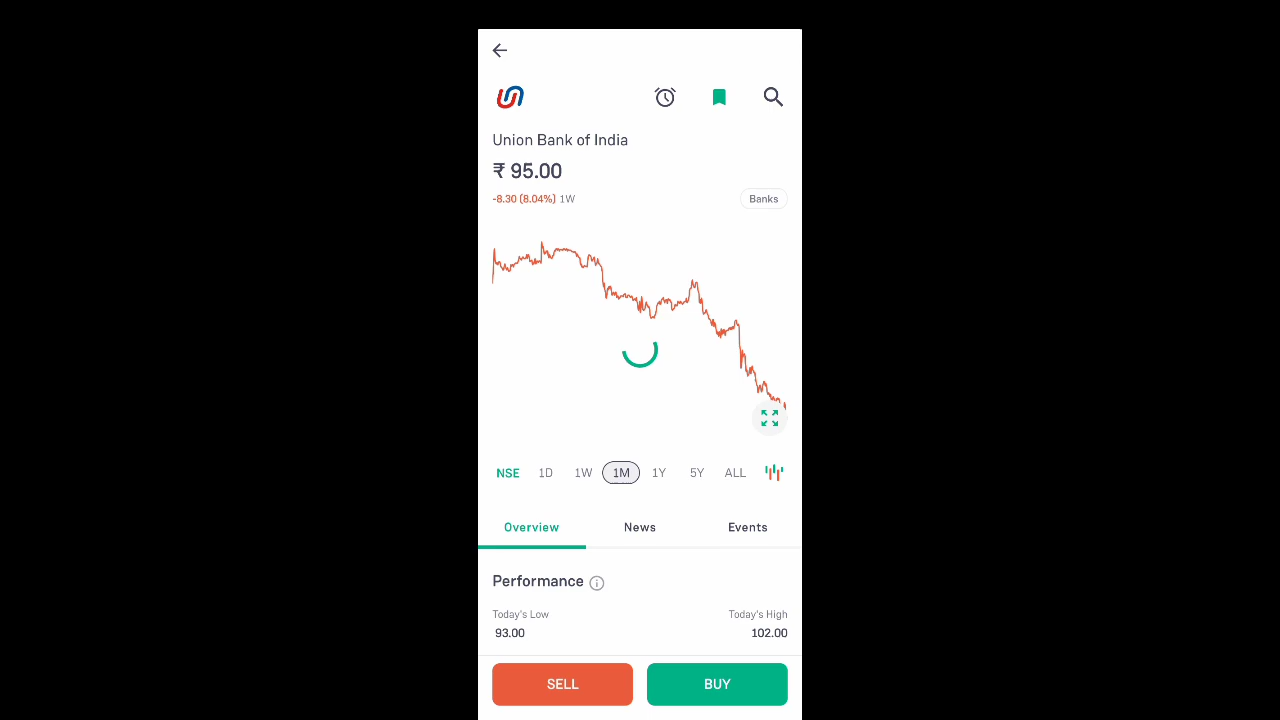 Union Bank of India
₹ 95.00
-8.30 (8.04%) 1W
Banks
NSE 1D 1W 1M 1Y 5Y ALL
Overview News Events
Performance
Today's Low Today's High
93.00 102.00
SELL BUY